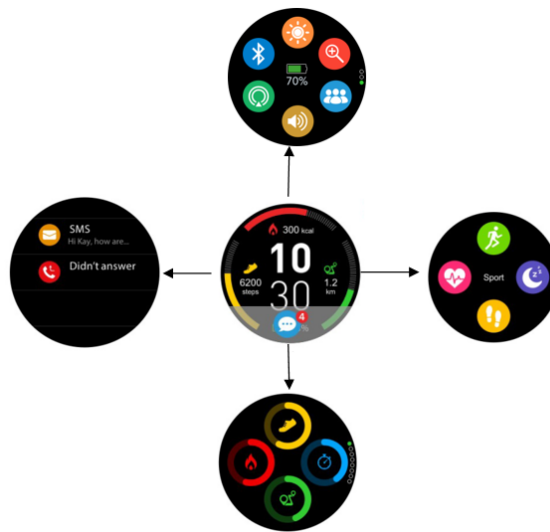 70%
SMS
Hi Kay, how are...
Didn't answer
300 kcal
10
30
6200
steps
1.2
km
4
%
Sport
z z